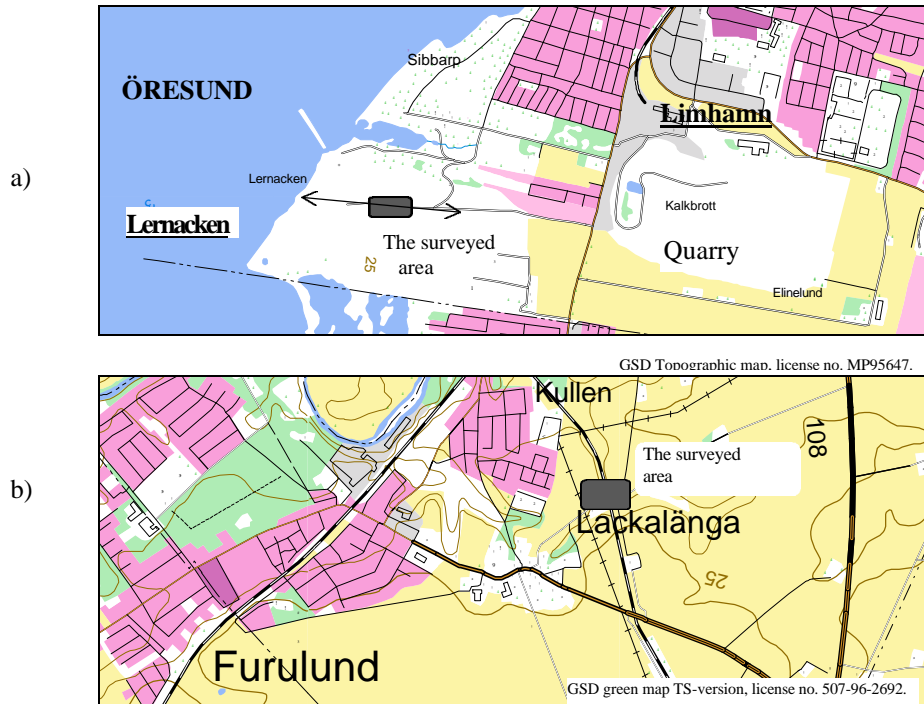 a)
Sibbarp
ÖRESUND
Limhamn
Lernacken
Kalkbrott
Lernacken
The surveyed
area
25
Quarry
Elinelund
GSD Topographic map, license no. MP95647.
b)
Kullen
108
The surveyed
area
Lackalänga
25
Furulund
GSD green map TS-version, license no. 507-96-2692.